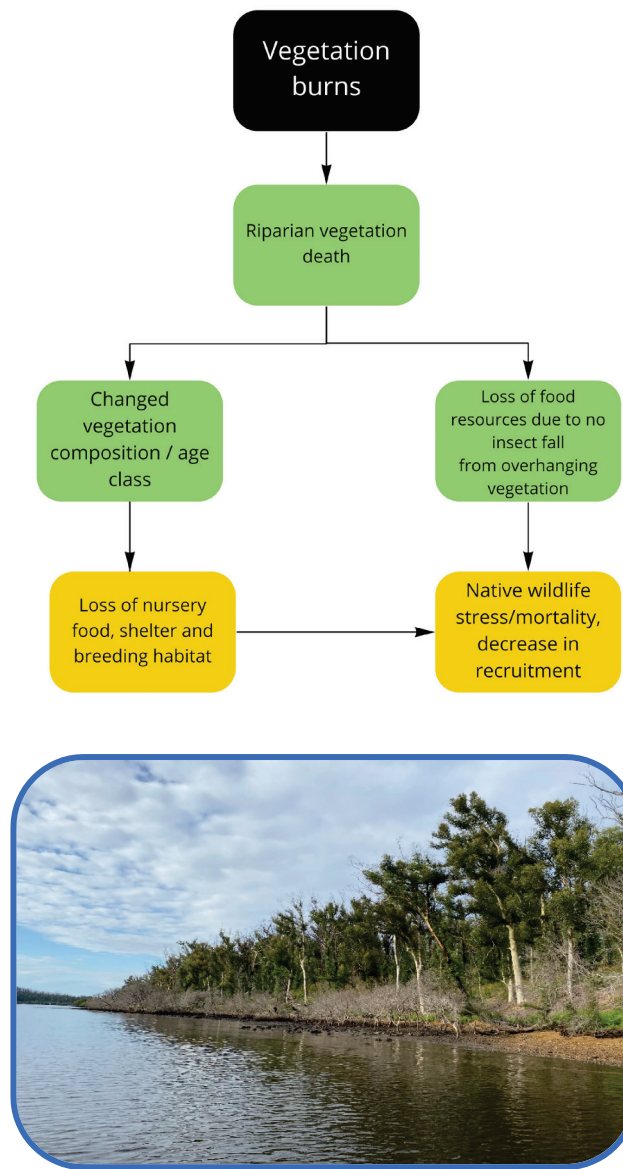 Vegetation
burns
Riparian vegetation
death
Changed
vegetation
composition / age
class
Loss of food
resources due to no
insect fall
from overhanging
vegetation
Loss of nursery
food, shelter and
breeding habitat
Native wildlife
stress/mortality,
decrease in
recruitment